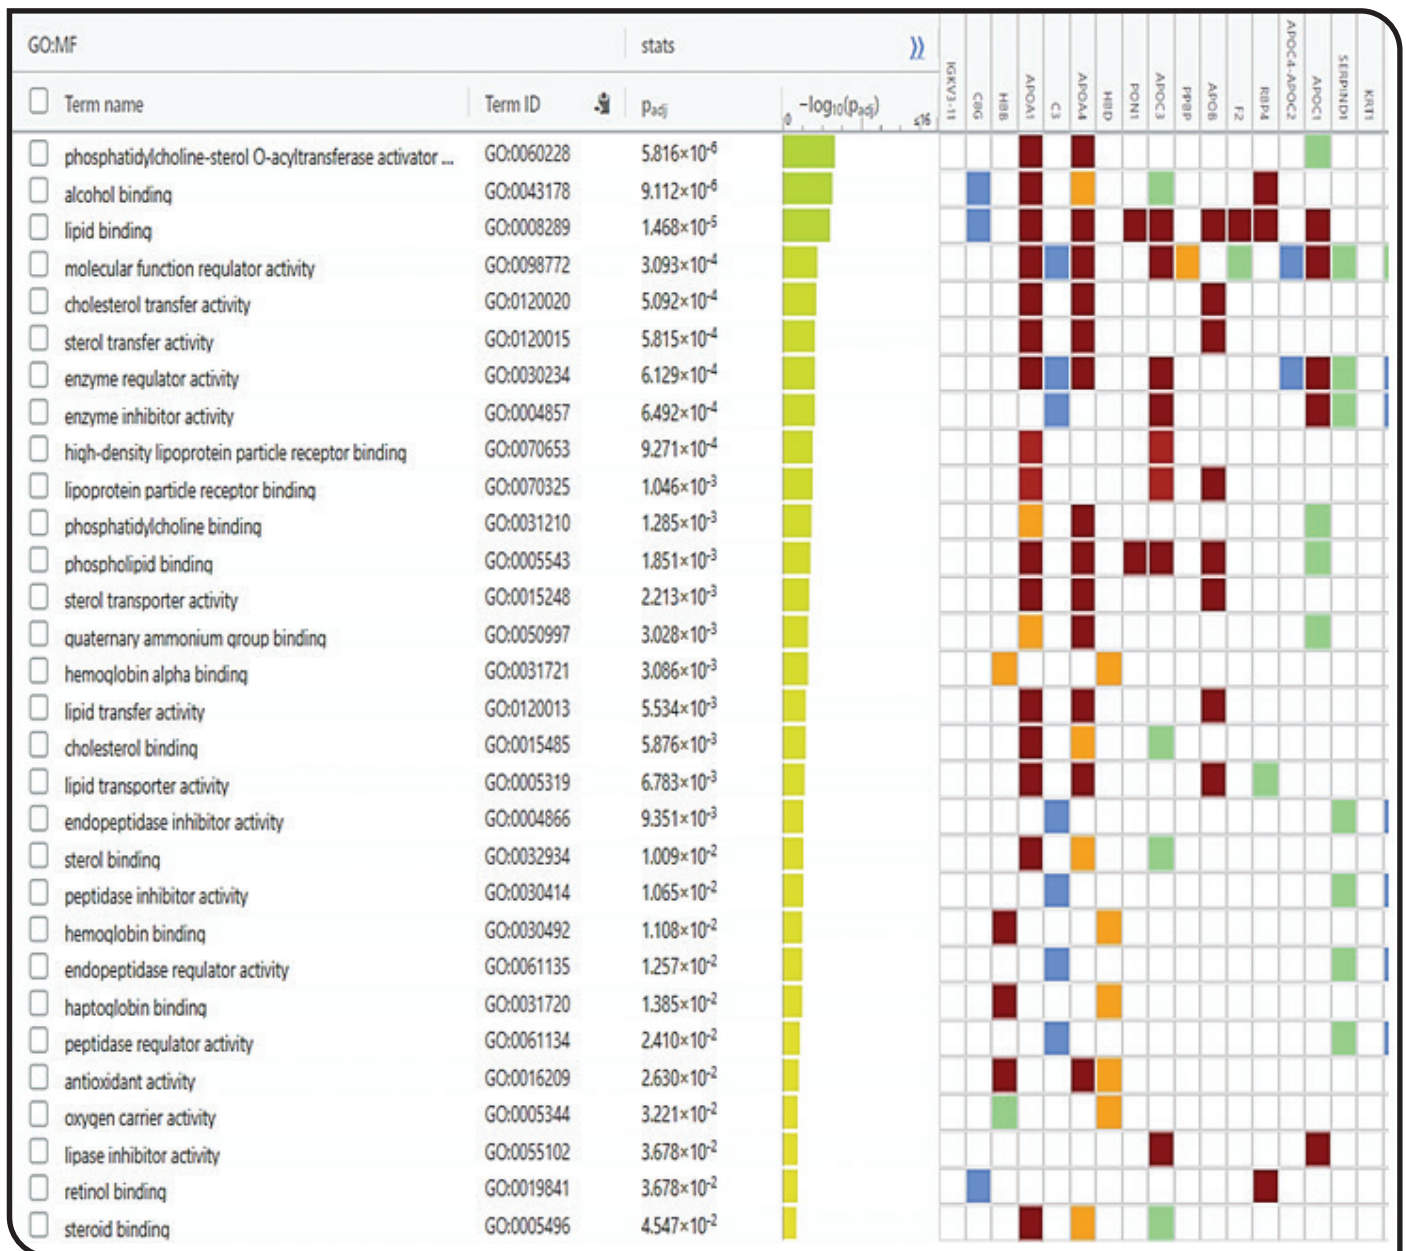 GO:MF stats »
Term name Term ID Padj −log10(padj)
0 ≤16
IGKV3-11 C8G HBB APOA1 C3 APOA4 HBD PON1 APOC3 PPBP APOB F2 RBP4 APOC4-APOC2 APOC1 SERPIND1 KRT1
phosphatidylcholine-sterol O-acyltransferase activator ... GO:0060228 5.816×10-6
alcohol binding GO:0043178 9.112×10-6
lipid binding GO:0008289 1.468×10-5
molecular function regulator activity GO:0098772 3.093×10-4
cholesterol transfer activity GO:0120020 5.092×10-4
sterol transfer activity GO:0120015 5.815×10-4
enzyme regulator activity GO:0030234 6.129×10-4
enzyme inhibitor activity GO:0004857 6.492×10-4
high-density lipoprotein particle receptor binding GO:0070653 9.271×10-4
lipoprotein particle receptor binding GO:0070325 1.046×10-3
phosphatidylcholine binding GO:0031210 1.285×10-3
phospholipid binding GO:0005543 1.851×10-3
sterol transporter activity GO:0015248 2.213×10-3
quaternary ammonium group binding GO:0050997 3.028×10-3
hemoglobin alpha binding GO:0031721 3.086×10-3
lipid transfer activity GO:0120013 5.534×10-3
cholesterol binding GO:0015485 5.876×10-3
lipid transporter activity GO:0005319 6.783×10-3
endopeptidase inhibitor activity GO:0004866 9.351×10-3
sterol binding GO:0032934 1.009×10-2
peptidase inhibitor activity GO:0030414 1.065×10-2
hemoglobin binding GO:0030492 1.108×10-2
endopeptidase regulator activity GO:0061135 1.257×10-2
haptoglobin binding GO:0031720 1.385×10-2
peptidase regulator activity GO:0061134 2.410×10-2
antioxidant activity GO:0016209 2.630×10-2
oxygen carrier activity GO:0005344 3.221×10-2
lipase inhibitor activity GO:0055102 3.678×10-2
retinol binding GO:0019841 3.678×10-2
steroid binding GO:0005496 4.547×10-2